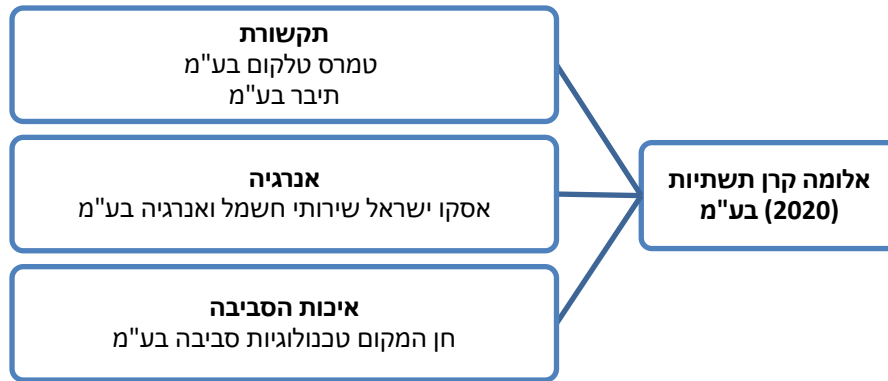 אלומה קרן תשתיות
(2020) בע"מ
תקשורת
טמרס טלקום בע"מ
תיבר בע"מ
אנרגיה
אסקו ישראל שירותי חשמל ואנרגיה בע"מ
איכות הסביבה
חן המקום טכנולוגיות סביבה בע"מ